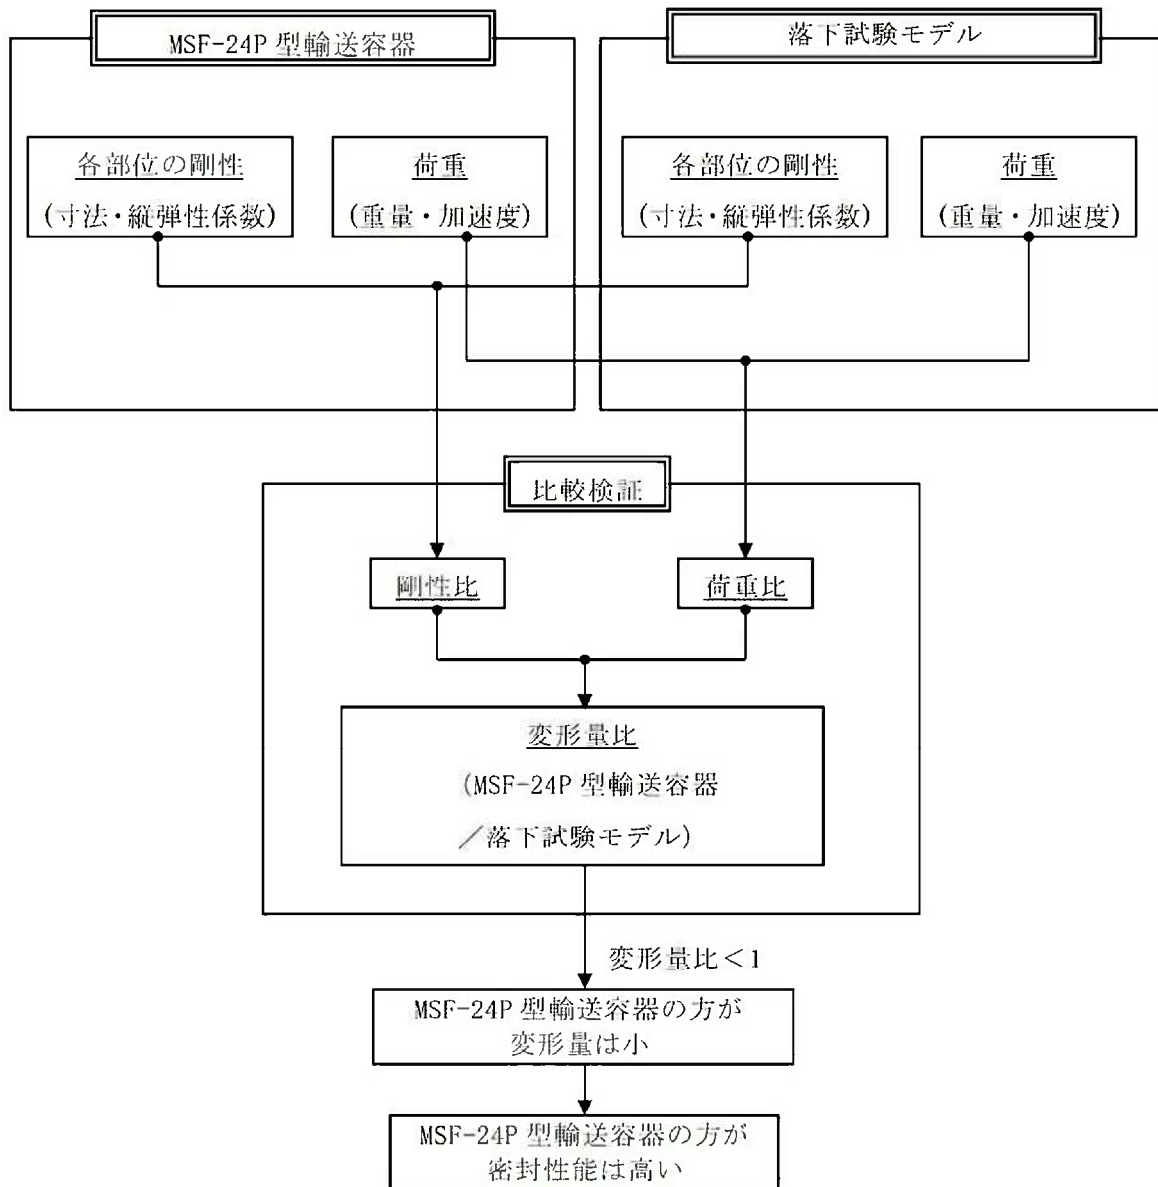 MSF-24P 型輸送容器
落下試験モデル
各部位の剛性
(寸法・縦弾性係数)
荷重
(重量・加速度)
各部位の剛性
(寸法・縦弾性係数)
荷重
(重量・加速度)
比較検証
剛性比
荷重比
変形量比
(MSF-24P 型輸送容器
／落下試験モデル)
変形量比＜1
MSF-24P 型輸送容器の方が
変形量は小
MSF-24P 型輸送容器の方が
密封性能は高い